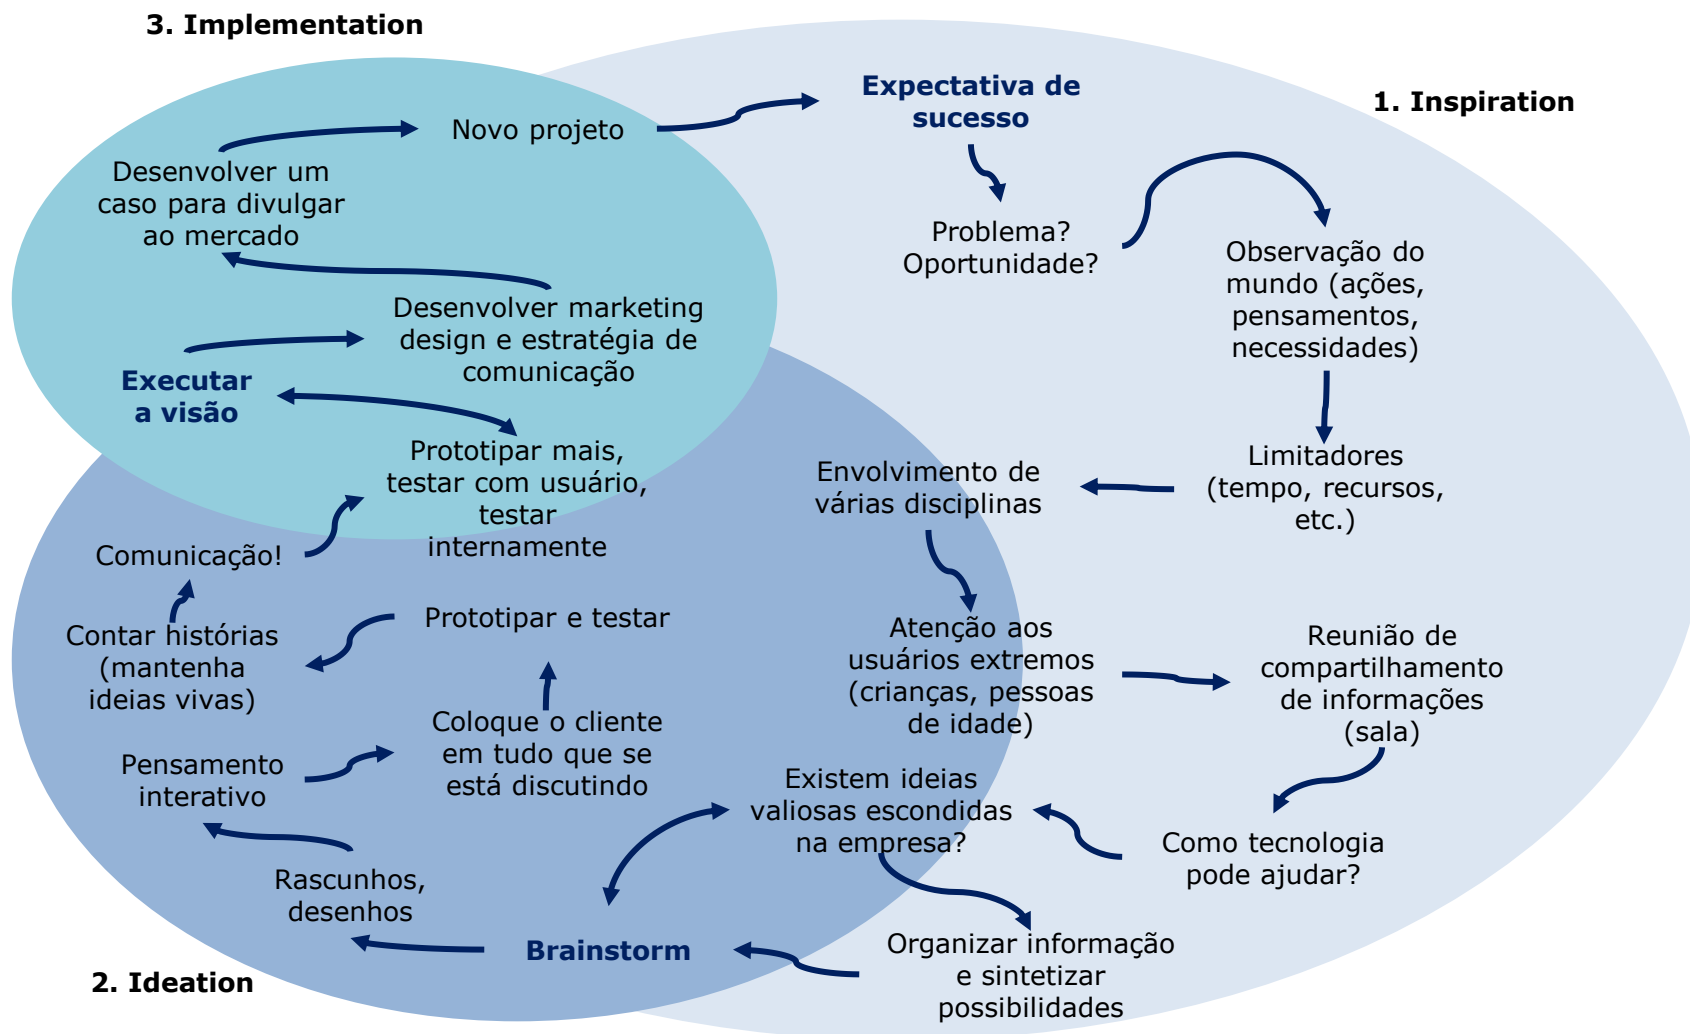 3. Implementation
1. Inspiration
Expectativa de
sucesso
Problema?
Oportunidade?
Observação do
mundo (ações,
pensamentos,
necessidades)
Limitadores
(tempo, recursos,
etc.)
Envolvimento de
várias disciplinas
Atenção aos
usuários extremos
(crianças, pessoas
de idade)
Reunião de
compartilhamento
de informações
(sala)
Como tecnologia
pode ajudar?
Existem ideias
valiosas escondidas
na empresa?
Organizar informação
e sintetizar
possibilidades
Brainstorm
Rascunhos,
desenhos
Pensamento
interativo
Coloque o cliente
em tudo que se
está discutindo
Prototipar e testar
Contar histórias
(mantenha
ideias vivas)
Comunicação!
Prototipar mais,
testar com usuário,
testar
internamente
Executar
a visão
Desenvolver marketing
design e estratégia de
comunicação
Desenvolver um
caso para divulgar
ao mercado
Novo projeto
2. Ideation